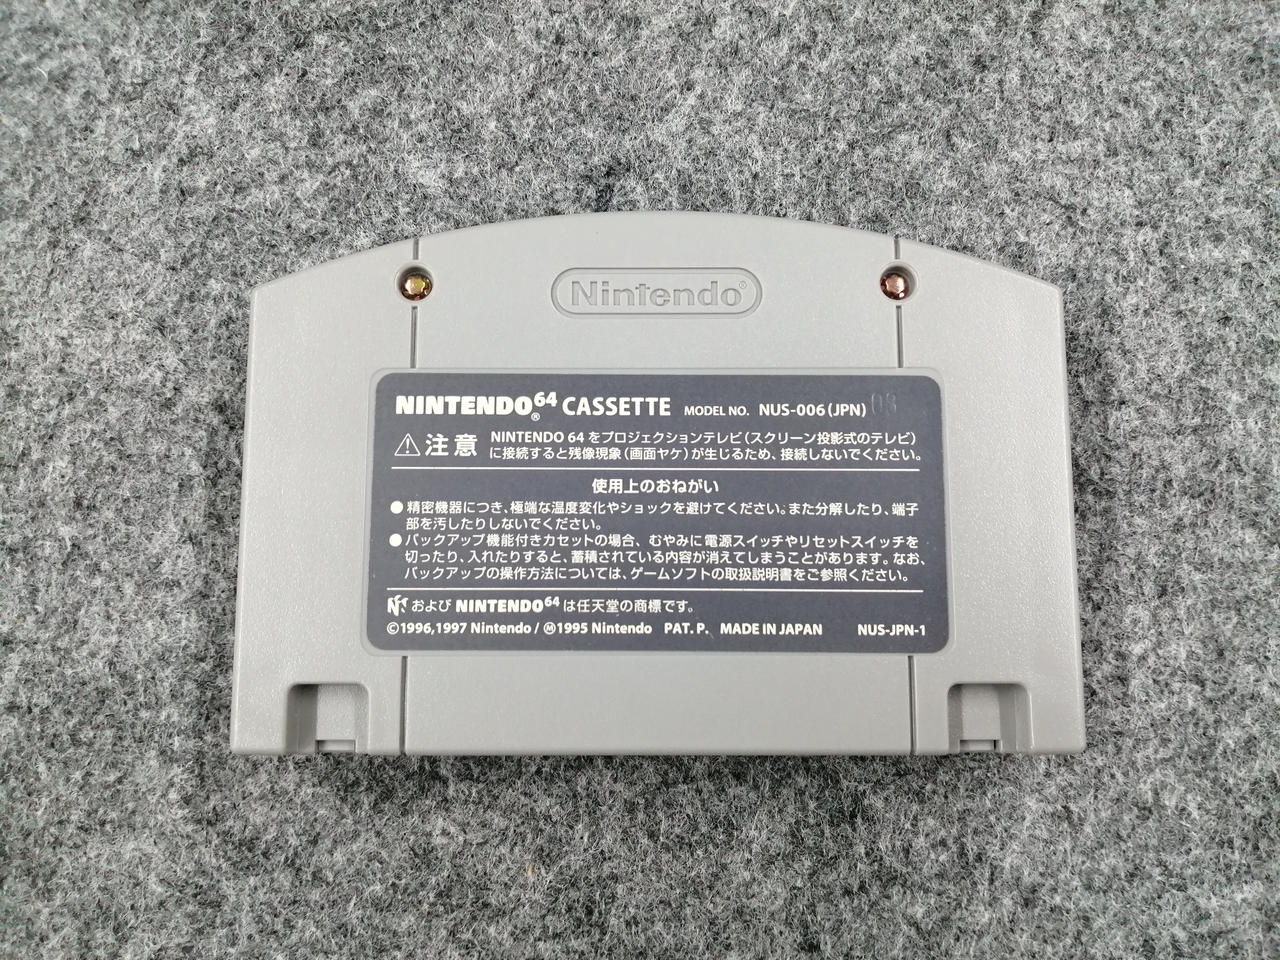 Nintendo®
NINTENDO64® CASSETTE MODEL NO. NUS-006(JPN) 03
⚠注意 NINTENDO 64 をプロジェクションテレビ(スクリーン投影式のテレビ)
に接続すると残像現象(画面ヤケ)が生じるため、接続しないでください。
使用上のおねがい
●精密機器につき、極端な温度変化やショックを避けてください。また分解したり、端子
部を汚したりしないでください。
●バックアップ機能付きカセットの場合、むやみに電源スイッチやリセットスイッチを
切ったり、入れたりすると、蓄積されている内容が消えてしまうことがあります。なお、
バックアップの操作方法については、ゲームソフトの取扱説明書をご参照ください。
および NINTENDO64 は任天堂の商標です。
©1996,1997 Nintendo / Ⓜ1995 Nintendo PAT. P. MADE IN JAPAN NUS-JPN-1